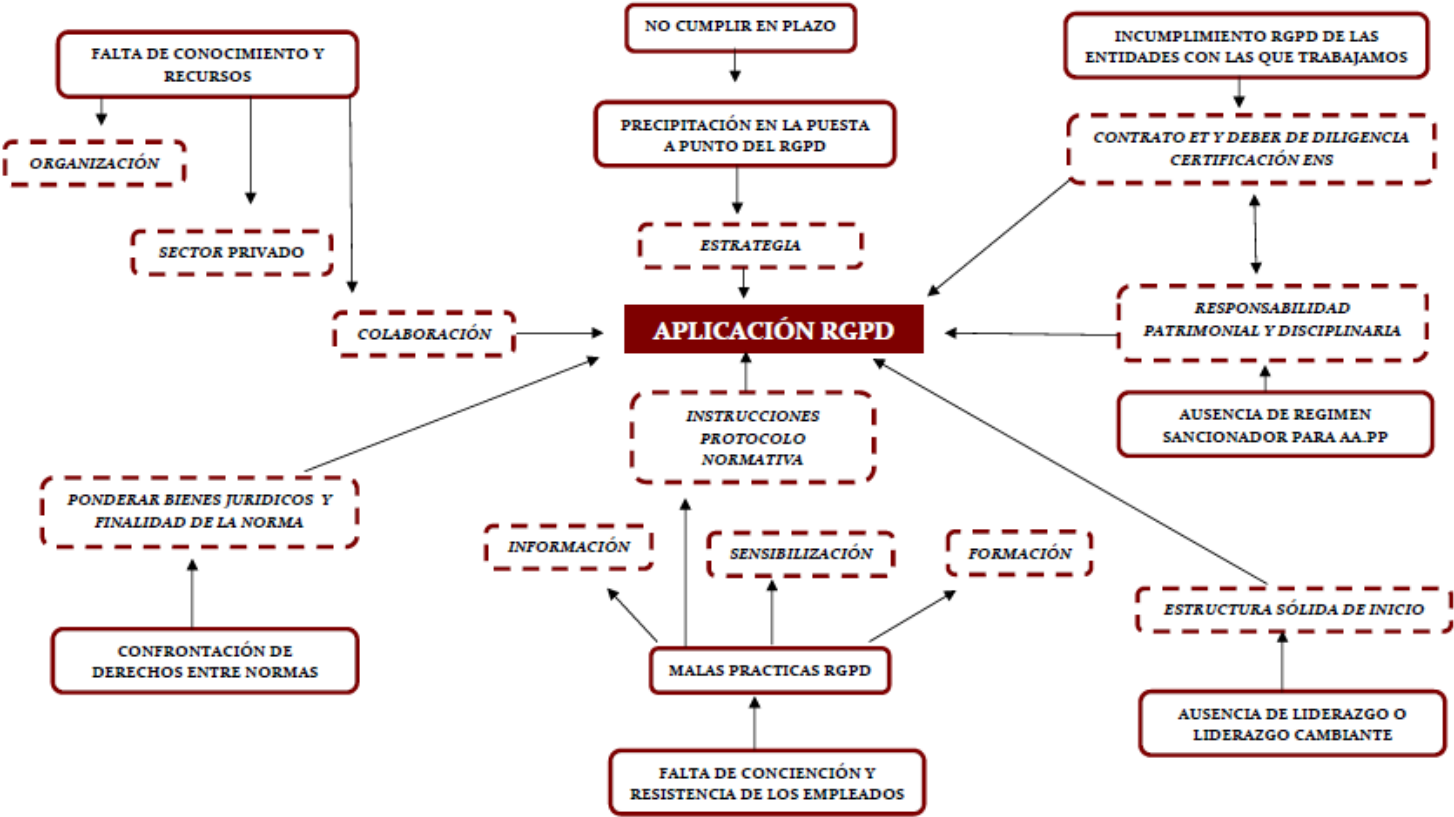 NO CUMPLIR EN PLAZO
FALTA DE CONOCIMIENTO Y
RECURSOS
INCUMPLIMIENTO RGPD DE LAS
ENTIDADES CON LAS QUE TRABAJAMOS
PRECIPITACIÓN EN LA PUESTA
A PUNTO DEL RGPD
CONTRATO ET Y DEBER DE DILIGENCIA
CERTIFICACIÓN ENS
ORGANIZACIÓN
SECTOR PRIVADO
ESTRATEGIA
COLABORACIÓN
APLICACIÓN RGPD
RESPONSABILIDAD
PATRIMONIAL Y DISCIPLINARIA
INSTRUCCIONES
PROTOCOLO
NORMATIVA
AUSENCIA DE REGIMEN
SANCIONADOR PARA AA.PP
PONDERAR BIENES JURIDICOS Y
FINALIDAD DE LA NORMA
INFORMACIÓN
SENSIBILIZACIÓN
FORMACIÓN
ESTRUCTURA SÓLIDA DE INICIO
CONFRONTACIÓN DE
DERECHOS ENTRE NORMAS
MALAS PRACTICAS RGPD
AUSENCIA DE LIDERAZGO O
LIDERAZGO CAMBIANTE
FALTA DE CONCIENCIÓN Y
RESISTENCIA DE LOS EMPLEADOS